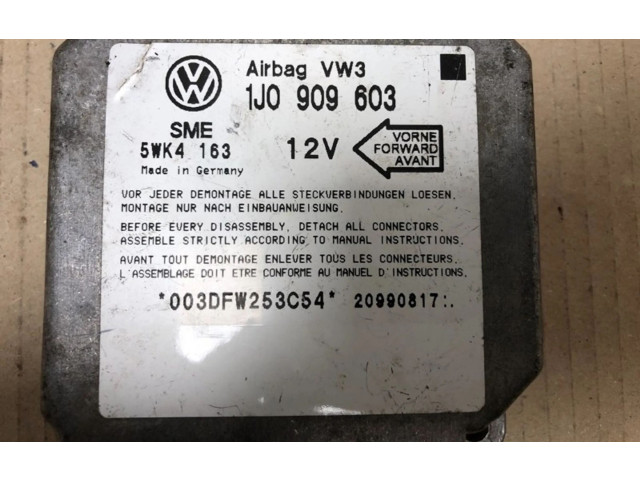 Airbag VW3
1J0 909 603
SME
5WK4 163
12V
VORNE
FORWARD
AVANT
Made in Germany
VOR JEDER DEMONTAGE ALLE STECKVERBINDUNGEN LOESEN.
MONTAGE NUR NACH EINBAUANWEISUNG.
BEFORE EVERY DISASSEMBLY, DETACH ALL CONNECTORS.
ASSEMBLE STRICTLY ACCORDING TO MANUAL INSTRUCTIONS.
AVANT TOUT DEMONTAGE ENLEVER TOUS LES CONNECTEURS.
L'ASSEMBLAGE DOIT ETRE CONFORME AU MANUEL D'INSTRUCTIONS.
*003DFW253C54* 20990817:.